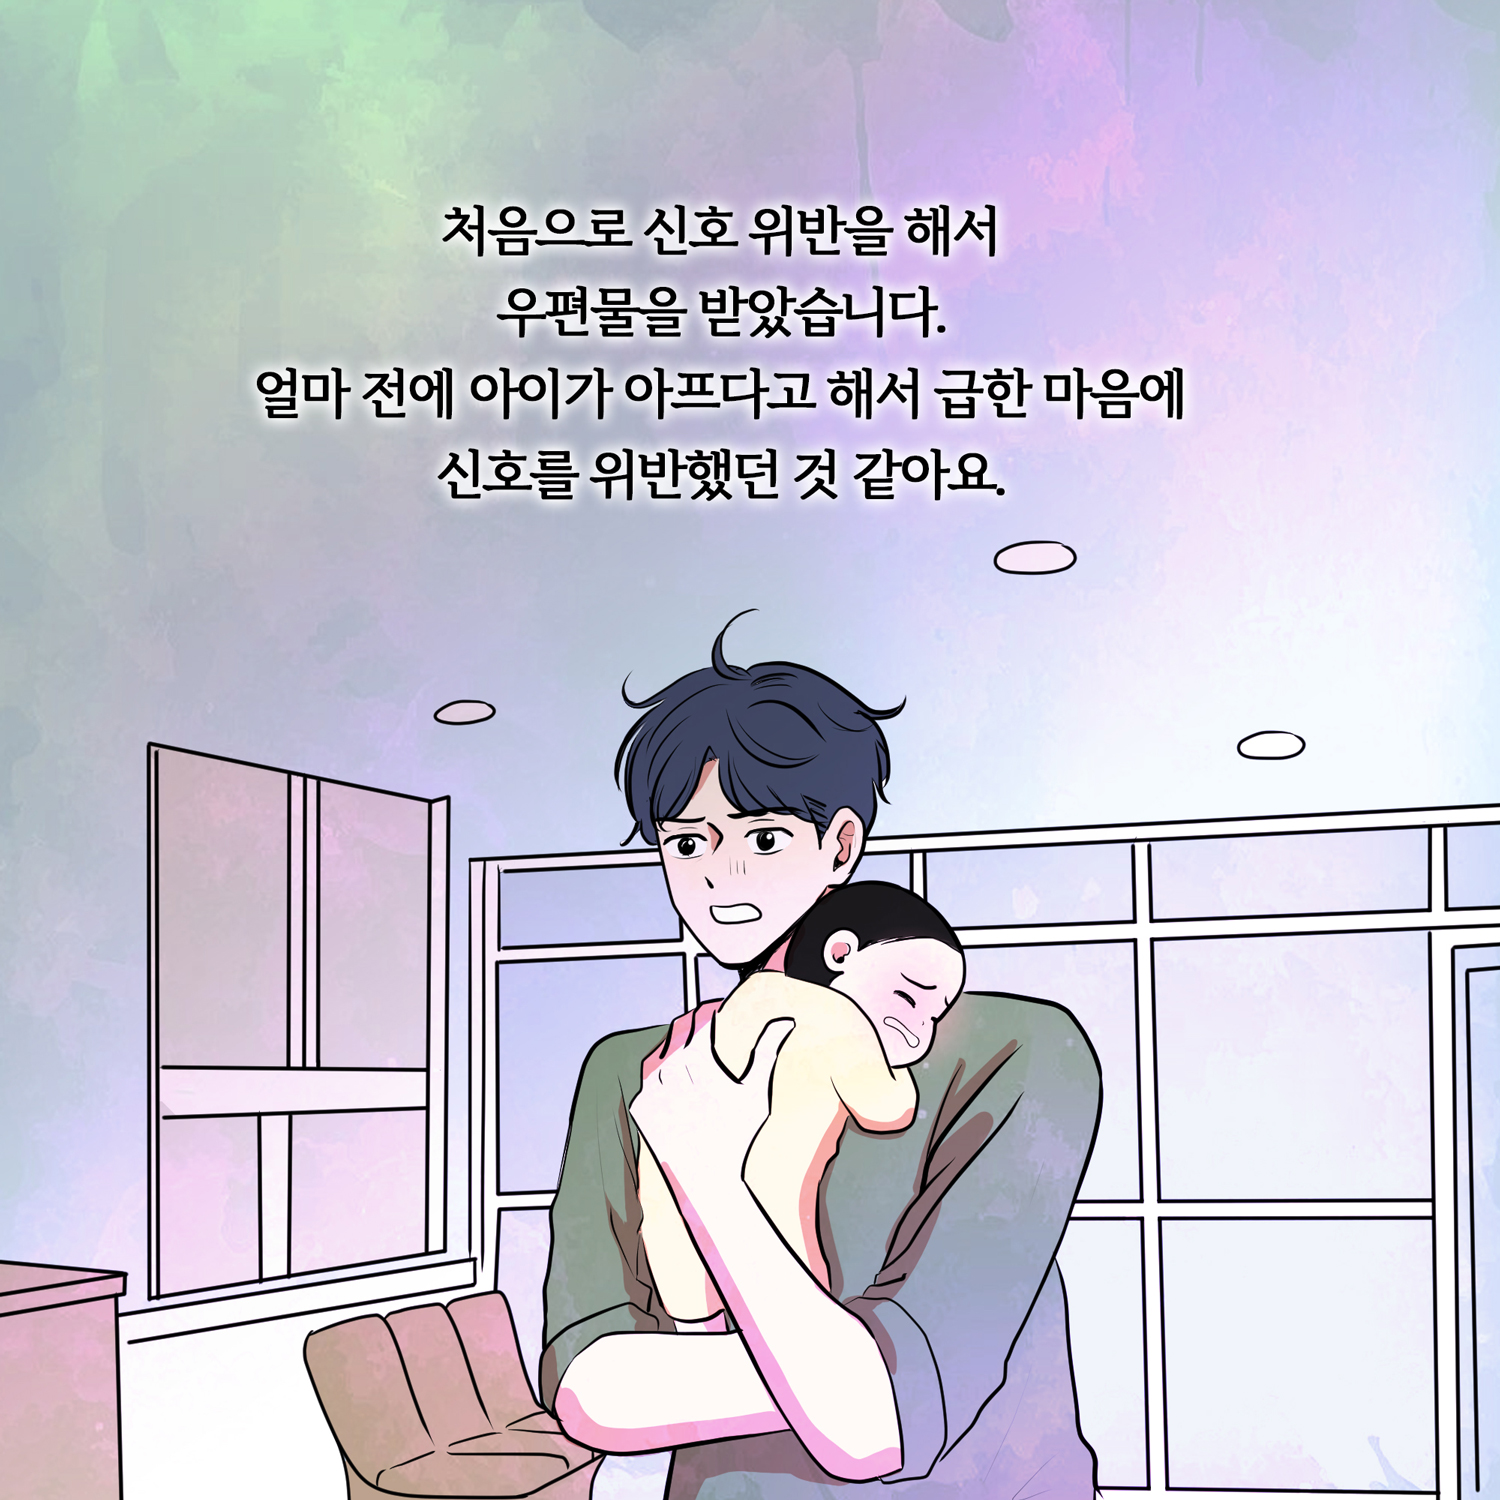 처음으로 신호 위반을 해서
우편물을 받았습니다.
얼마 전에 아이가 아프다고 해서 급한 마음에
신호를 위반했던 것 같아요.